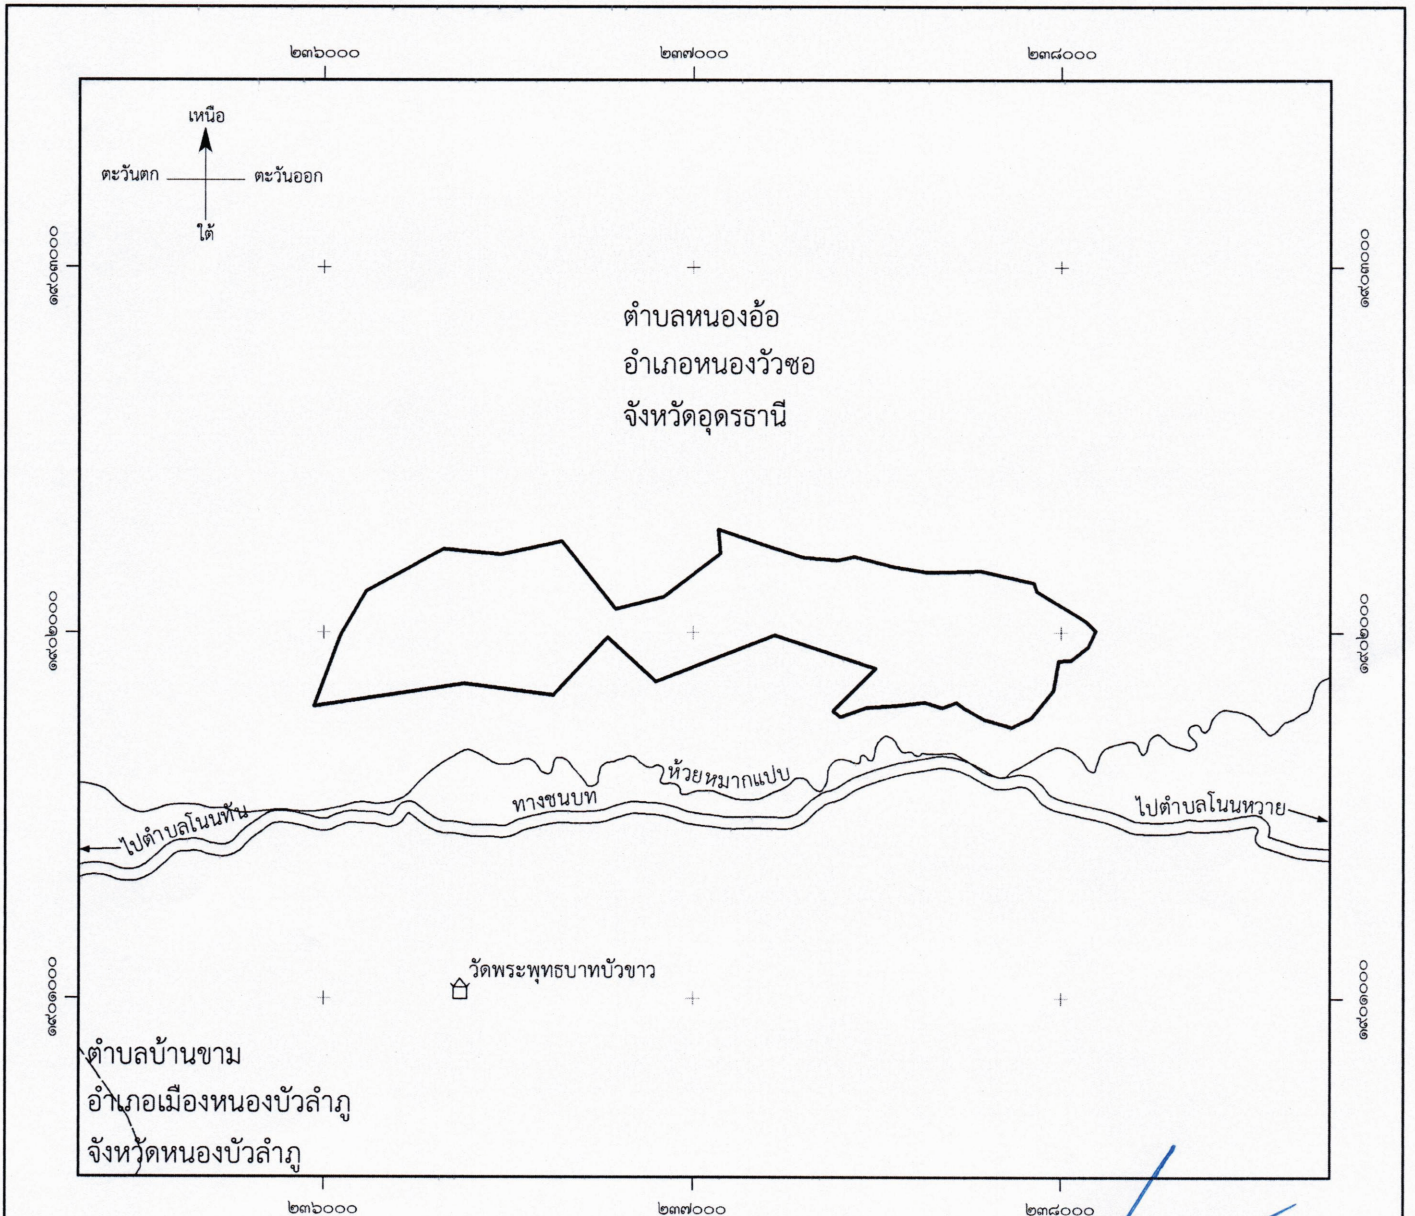 ๒๓๖๐๐๐ ๒๓๗๐๐๐ ๒๓๘๐๐๐
เหนือ
ตะวันตก ตะวันออก
ใต้
๑๙๐๓๐๐๐ ๑๙๐๓๐๐๐
ตำบลหนองอ้อ
อำเภอหนองวัวซอ
จังหวัดอุดรธานี
๑๙๐๒๐๐๐ ๑๙๐๒๐๐๐
ห้วยหมากแปบ
ทางชนบท
ไปตำบลโนนทัน
ไปตำบลโนนหวาย
วัดพระพุทธบาทบัวขาว
๑๙๐๑๐๐๐ ๑๙๐๑๐๐๐
ตำบลบ้านขาม
อำเภอเมืองหนองบัวลำภู
จังหวัดหนองบัวลำภู
๒๓๖๐๐๐ ๒๓๗๐๐๐ ๒๓๘๐๐๐